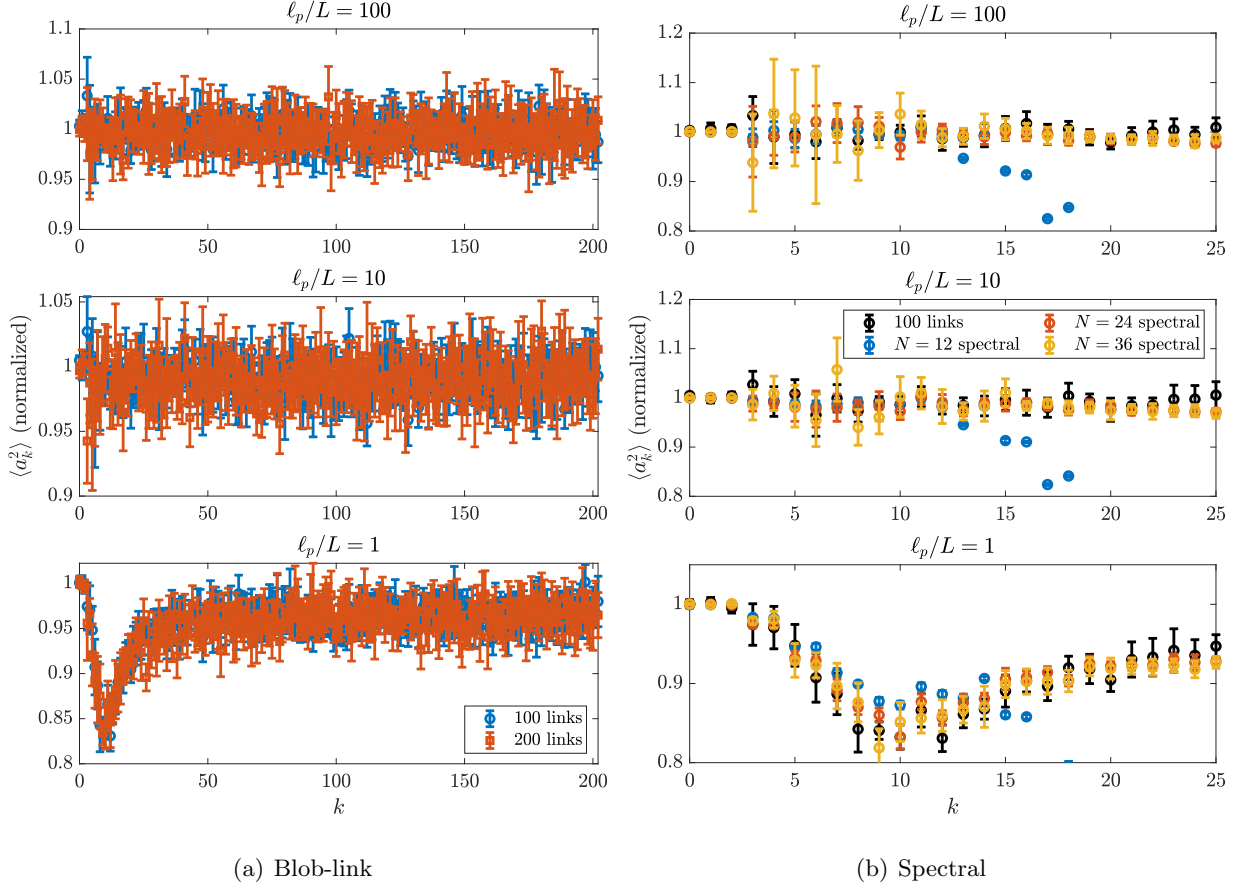 ℓp/L = 100
1.1
1.05
1
0.95
0.9
0 50 100 150 200
ℓp/L = 10
1.05
1
0.95
0.9
0 50 100 150 200
⟨a_k^2⟩ (normalized)
ℓp/L = 1
1
0.95
0.9
0.85
0.8
0 50 100 150 200
100 links
200 links
k
(a) Blob-link
ℓp/L = 100
1.2
1.1
1
0.9
0.8
0 5 10 15 20 25
ℓp/L = 10
1.2
1.1
1
0.9
0.8
0 5 10 15 20 25
100 links
N = 12 spectral
N = 24 spectral
N = 36 spectral
⟨a_k^2⟩ (normalized)
ℓp/L = 1
1
0.9
0.8
0 5 10 15 20 25
k
(b) Spectral